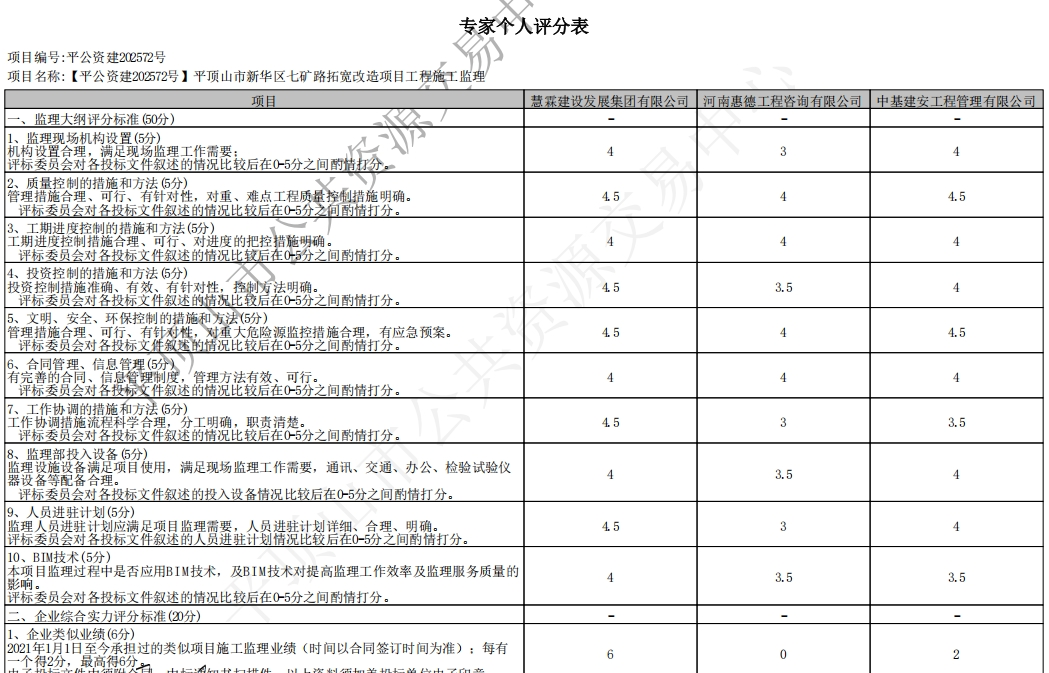 专家个人评分表
项目编号:平公资建202572号
项目名称:【平公资建202572号】平顶山市新华区七矿路拓宽改造项目工程施工监理
项目 慧霖建设发展集团有限公司 河南惠德工程咨询有限公司 中基建安工程管理有限公司
一、监理大纲评分标准(50分) - - -
1、监理现场机构设置(5分)
机构设置合理，满足现场监理工作需要;
评标委员会对各投标文件叙述的情况比较后在0-5分之间酌情打分。
4 3 4
2、质量控制的措施和方法(5分)
管理措施合理、可行、有针对性，对重、难点工程质量控制措施明确。
评标委员会对各投标文件叙述的情况比较后在0-5分之间酌情打分。
4.5 4 4.5
3、工期进度控制的措施和方法(5分)
工期进度控制措施合理、可行、对进度的把控措施明确。
评标委员会对各投标文件叙述的情况比较后在0-5分之间酌情打分。
4 4 4
4、投资控制的措施和方法(5分)
投资控制措施准确、有效、有针对性，控制方法明确。
评标委员会对各投标文件叙述的情况比较后在0-5分之间酌情打分。
4.5 3.5 4
5、文明、安全、环保控制的措施和方法(5分)
管理措施合理、可行、有针对性，对重大危险源监控措施合理，有应急预案。
评标委员会对各投标文件叙述的情况比较后在0-5分之间酌情打分。
4.5 4 4.5
6、合同管理、信息管理(5分)
有完善的合同、信息管理制度，管理方法有效、可行。
评标委员会对各投标文件叙述的情况比较后在0-5分之间酌情打分。
4 4 4
7、工作协调的措施和方法(5分)
工作协调措施流程科学合理，分工明确，职责清楚。
评标委员会对各投标文件叙述的情况比较后在0-5分之间酌情打分。
4.5 3 3.5
8、监理部投入设备(5分)
监理设施设备满足项目使用，满足现场监理工作需要，通讯、交通、办公、检验试验仪
器设备等配备合理。
评标委员会对各投标文件叙述的投入设备情况比较后在0-5分之间酌情打分。
4 3.5 4
9、人员进驻计划(5分)
监理人员进驻计划应满足项目监理需要，人员进驻计划详细、合理、明确。
评标委员会对各投标文件叙述的人员进驻计划情况比较后在0-5分之间酌情打分。
4.5 3 4
10、BIM技术(5分)
本项目监理过程中是否应用BIM技术，及BIM技术对提高监理工作效率及监理服务质量的
影响。
评标委员会对各投标文件叙述的情况比较后在0-5分之间酌情打分。
4 3.5 3.5
二、企业综合实力评分标准(20分) - - -
1、企业类似业绩(6分)
2021年1月1日至今承担过的类似项目施工监理业绩（时间以合同签订时间为准）；每有
一个得2分，最高得6分。
6 0 2
平顶山市公共资源交易中
平顶山市公共资源交易中心